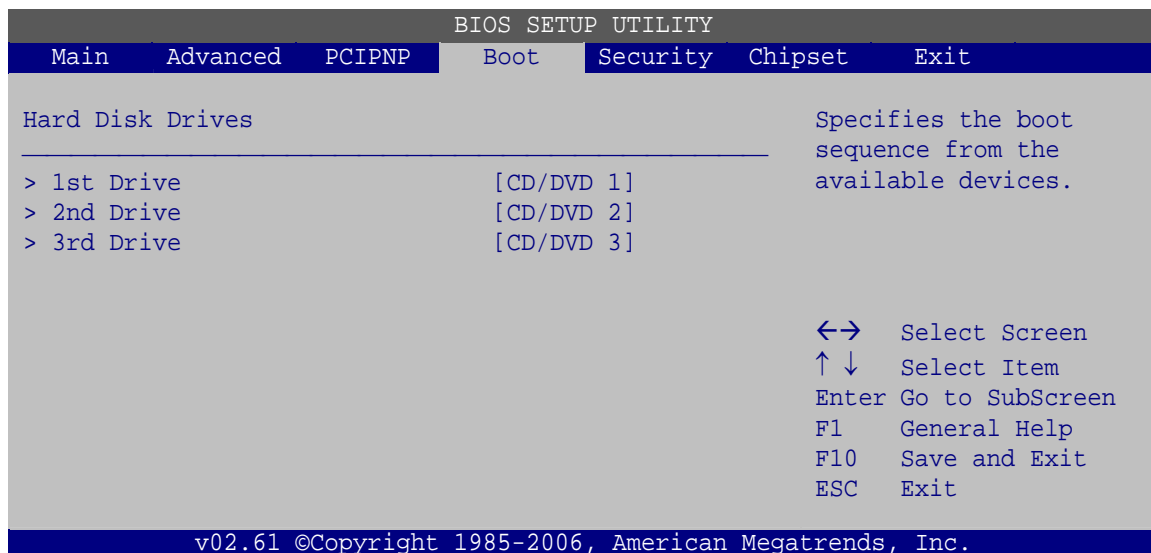 BIOS SETUP UTILITY
Main Advanced PCIPNP Boot Security Chipset Exit
Hard Disk Drives
> 1st Drive [CD/DVD 1]
> 2nd Drive [CD/DVD 2]
> 3rd Drive [CD/DVD 3]
Specifies the boot
sequence from the
available devices.
←→ Select Screen
↑ ↓ Select Item
Enter Go to SubScreen
F1 General Help
F10 Save and Exit
ESC Exit
v02.61 ©Copyright 1985-2006, American Megatrends, Inc.